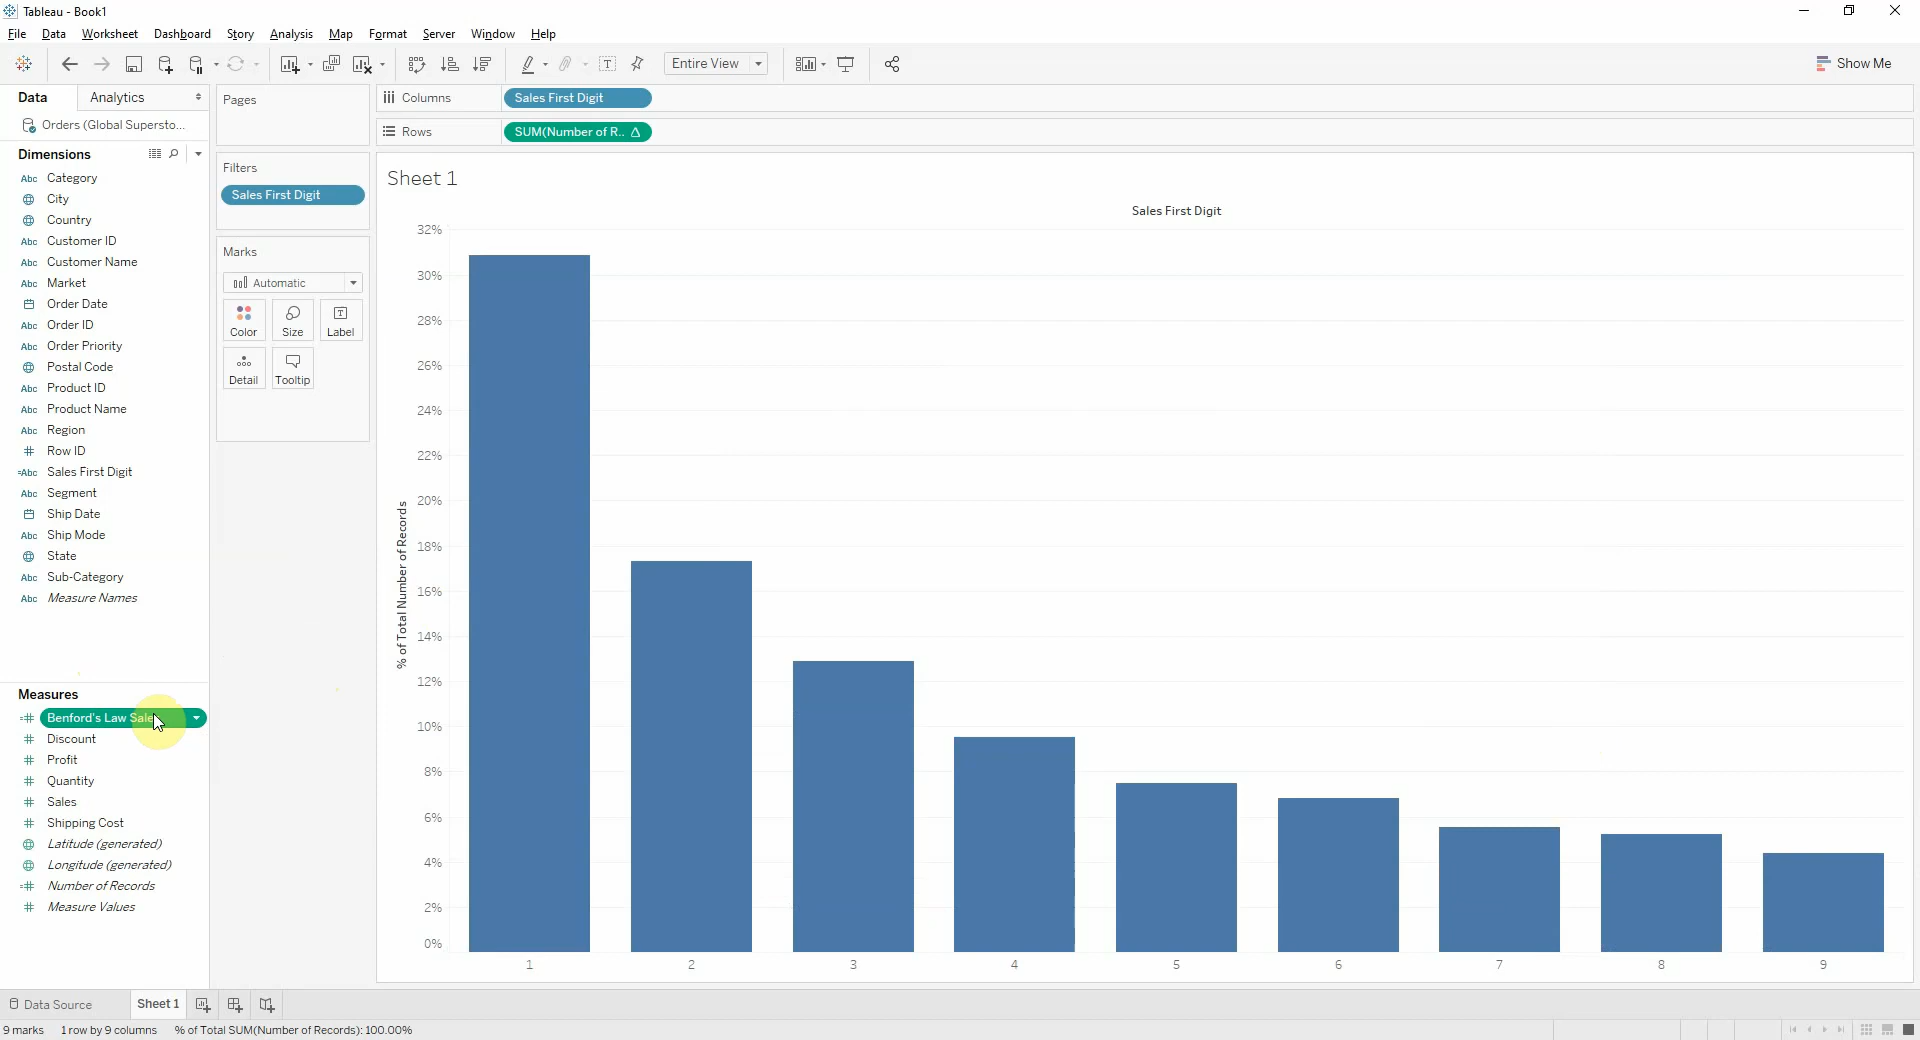 Tableau - Book1
File Data Worksheet Dashboard Story Analysis Map Format Server Window Help
Entire View
Show Me
Data Analytics
Orders (Global Supersto...
Dimensions
Abc Category
City
Country
Abc Customer ID
Abc Customer Name
Abc Market
Order Date
Abc Order ID
Abc Order Priority
Postal Code
Abc Product ID
Abc Product Name
Abc Region
# Row ID
=Abc Sales First Digit
Abc Segment
Ship Date
Abc Ship Mode
State
Abc Sub-Category
Abc Measure Names
Measures
=# Benford's Law Sale
# Discount
# Profit
# Quantity
# Sales
# Shipping Cost
Latitude (generated)
Longitude (generated)
=# Number of Records
# Measure Values
Pages
Filters
Sales First Digit
Marks
Automatic
Color Size Label
Detail Tooltip
Columns Sales First Digit
Rows SUM(Number of R.. Δ
Sheet 1
Sales First Digit
32%
30%
28%
26%
24%
22%
20%
18%
16%
14%
12%
10%
8%
6%
4%
2%
0%
% of Total Number of Records
1 2 3 4 5 6 7 8 9
Data Source Sheet 1
9 marks 1 row by 9 columns % of Total SUM(Number of Records): 100.00%